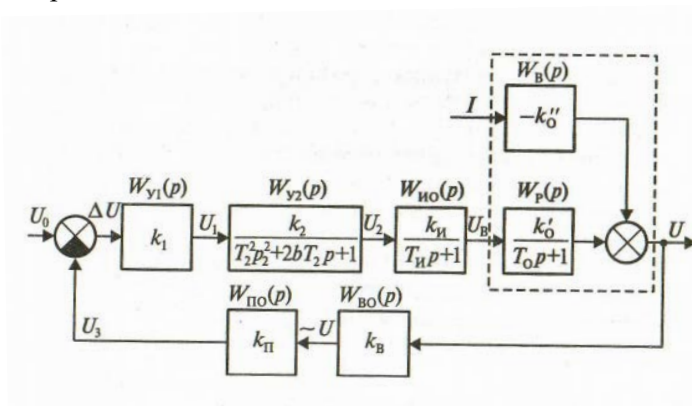 W_В(p)
I
-k_О''
W_У1(p)
W_У2(p)
W_ИО(p)
W_Р(p)
U_0
ΔU
k_1
U_1
k_2
T_2^2p_2^2+2bT_2p+1
U_2
k_И
T_Иp+1
U_В
k_О'
T_Оp+1
U
W_ПО(p)
W_ВО(p)
U_3
k_П
~U
k_В